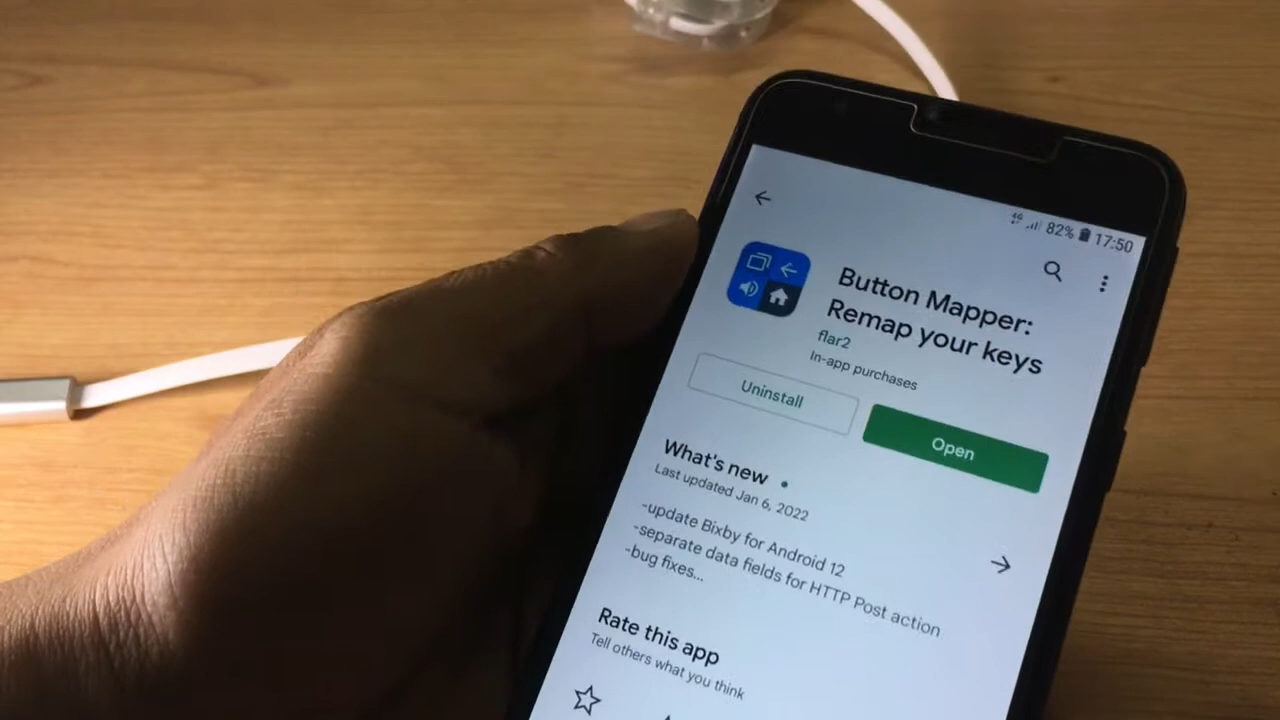 4G 82% 17:50
Button Mapper:
Remap your keys
flar2
In-app purchases
Uninstall
Open
What's new
Last updated Jan 6, 2022
-update Bixby for Android 12
-separate data fields for HTTP Post action
-bug fixes...
Rate this app
Tell others what you think